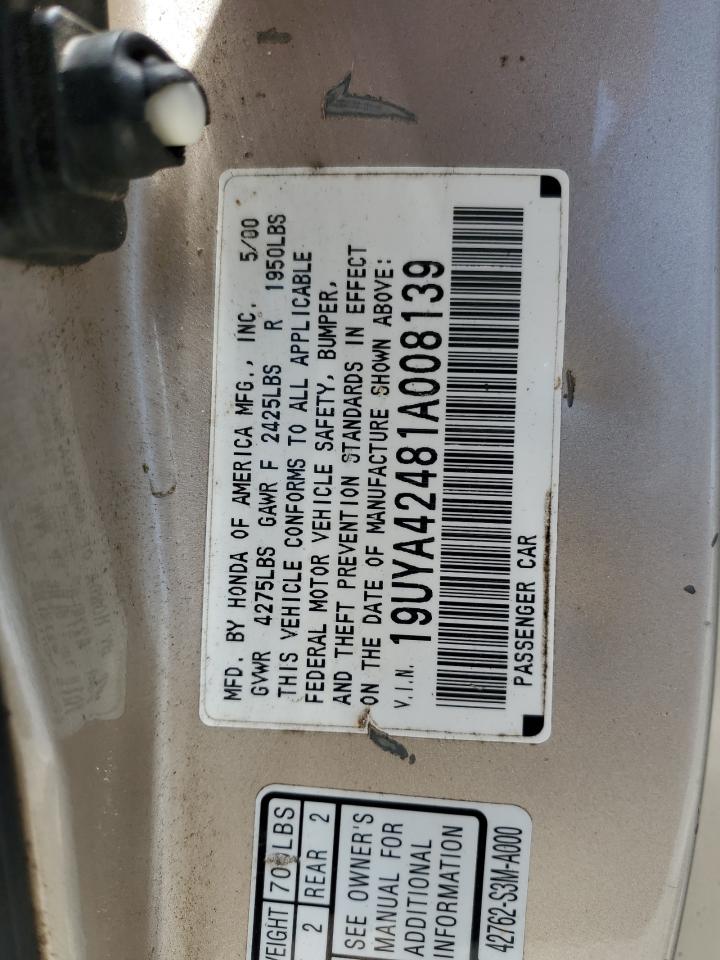 MFD. BY HONDA OF AMERICA MFG., INC. 5/00
GVWR 4275LBS GAWR F 2425LBS R 1950LBS
THIS VEHICLE CONFORMS TO ALL APPLICABLE
FEDERAL MOTOR VEHICLE SAFETY, BUMPER,
AND THEFT PREVENTION STANDARDS IN EFFECT
ON THE DATE OF MANUFACTURE SHOWN ABOVE:
V.I.N. 19UYA42481A008139
PASSENGER CAR
LBS
2 REAR 2
SEE OWNER'S
MANUAL FOR
ADDITIONAL
INFORMATION
42762-S3M-A000